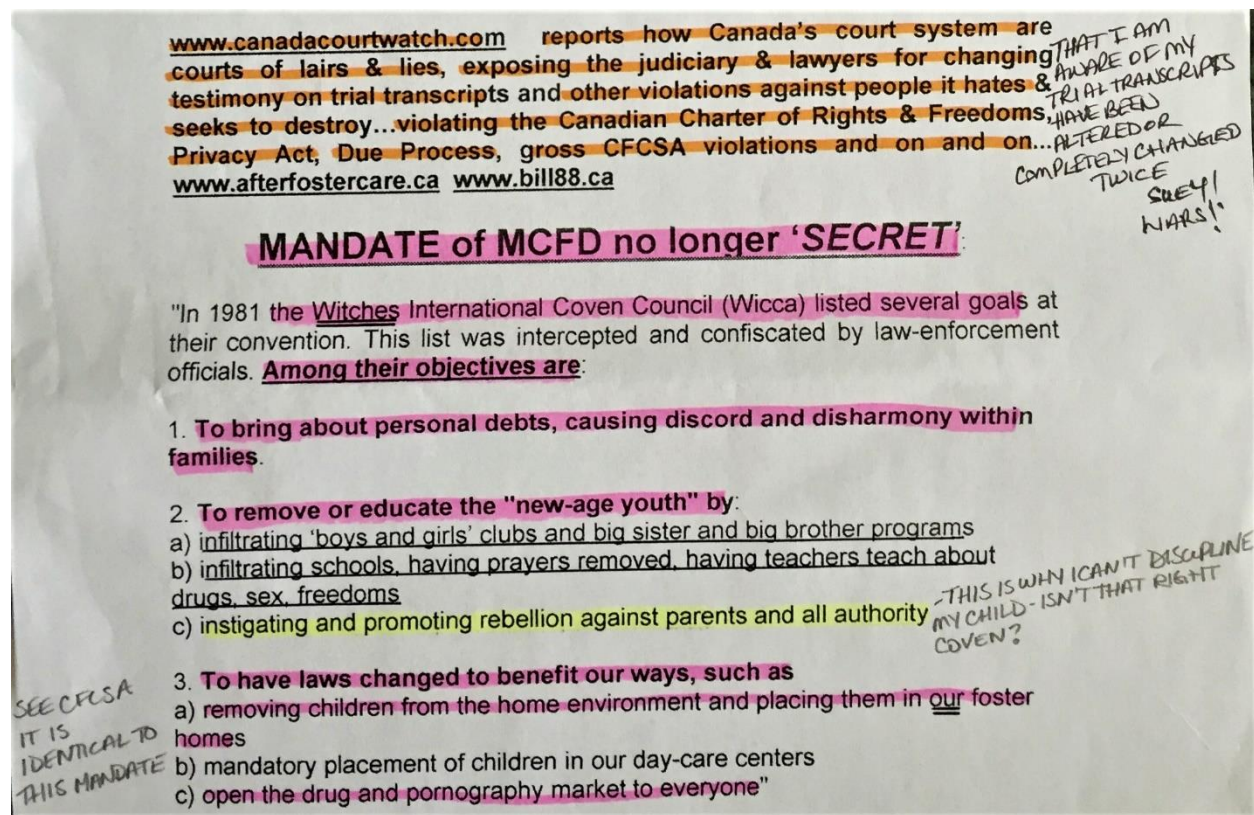 www.canadacourtwatch.com reports how Canada's court system are
courts of lairs & lies, exposing the judiciary & lawyers for changing
testimony on trial transcripts and other violations against people it hates &
seeks to destroy...violating the Canadian Charter of Rights & Freedoms,
Privacy Act, Due Process, gross CFCSA violations and on and on...
www.afterfostercare.ca www.bill88.ca
THAT I AM
AWARE OF MY
TRIAL TRANSCRIPTS
HAVE BEEN
ALTERED OR
COMPLETELY CHANGED
TWICE
MANDATE of MCFD no longer 'SECRET':
"In 1981 the Witches International Coven Council (Wicca) listed several goals at
their convention. This list was intercepted and confiscated by law-enforcement
officials. Among their objectives are:
1. To bring about personal debts, causing discord and disharmony within
families.
2. To remove or educate the "new-age youth" by:
a) infiltrating 'boys and girls' clubs and big sister and big brother programs
b) infiltrating schools, having prayers removed, having teachers teach about
drugs, sex, freedoms
c) instigating and promoting rebellion against parents and all authority
-THIS IS WHY I CAN'T DISCIPLINE
MY CHILD - ISN'T THAT RIGHT
COVEN?
3. To have laws changed to benefit our ways, such as
a) removing children from the home environment and placing them in our foster
homes
b) mandatory placement of children in our day-care centers
c) open the drug and pornography market to everyone"
SEE CFCSA
IT IS
IDENTICAL TO
THIS MANDATE